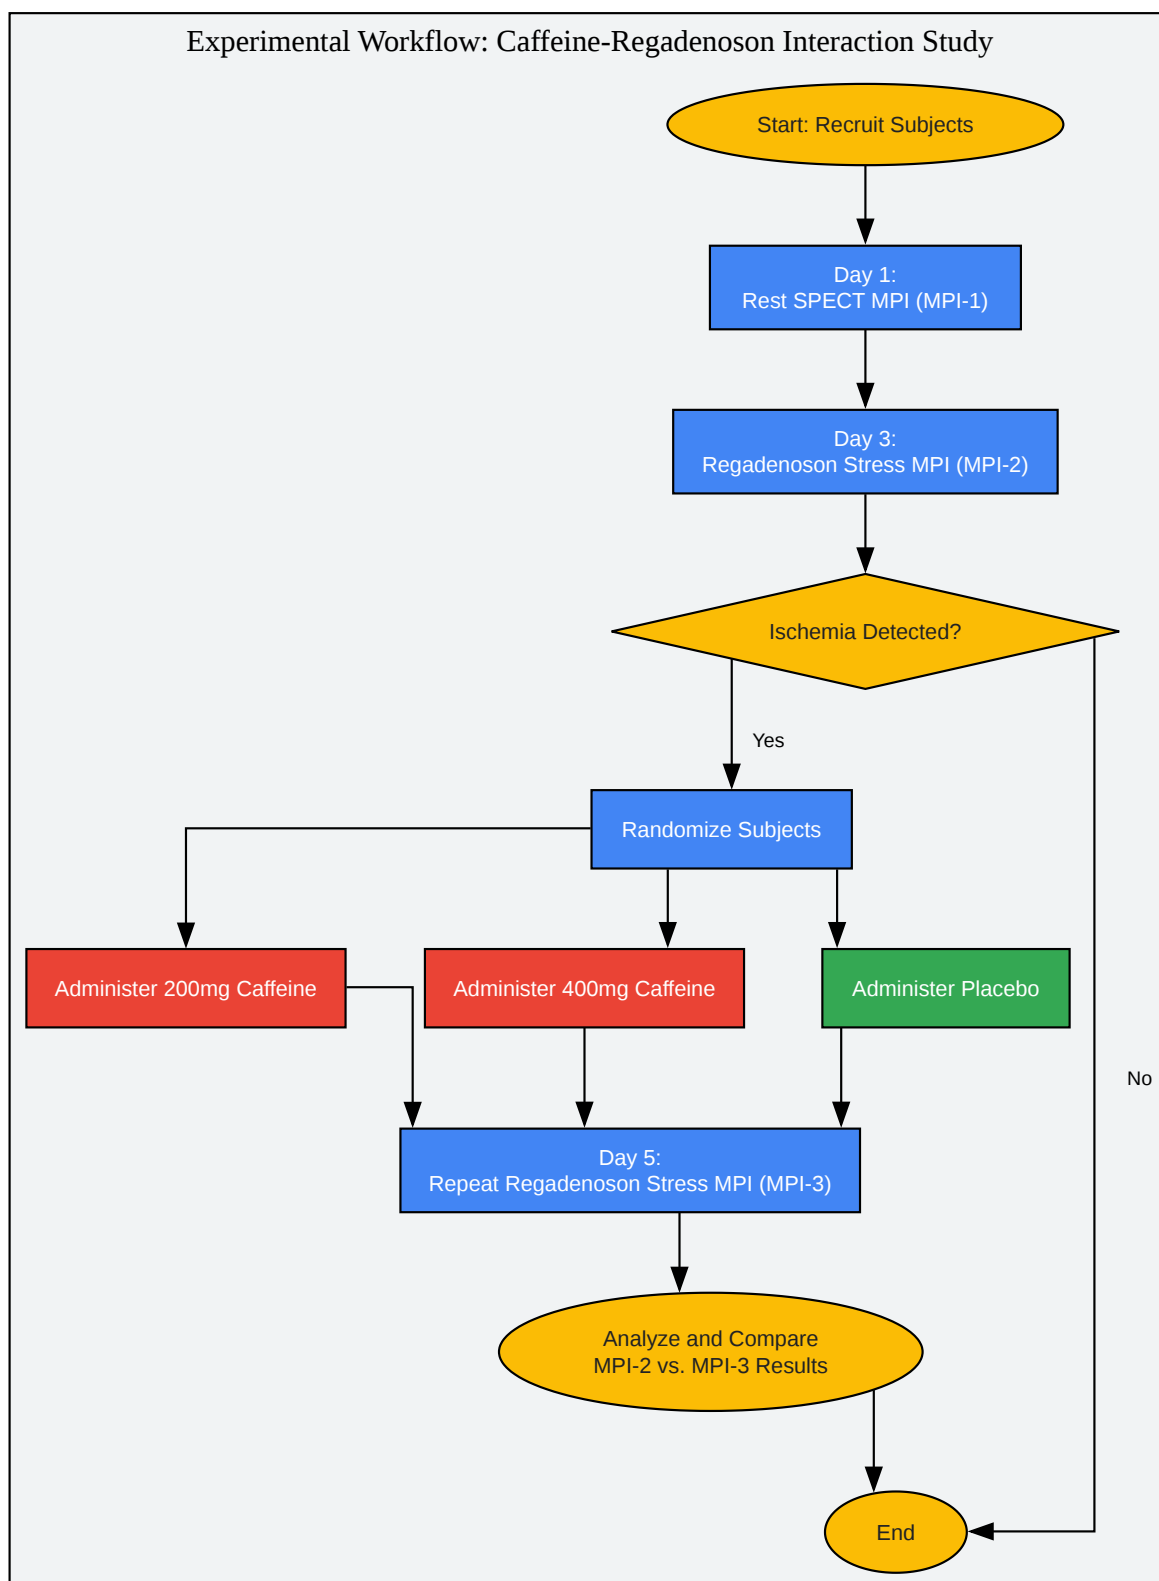 Experimental Workflow: Caffeine-Regadenoson Interaction Study
Start: Recruit Subjects
Day 1:
Rest SPECT MPI (MPI-1)
Day 3:
Regadenoson Stress MPI (MPI-2)
Ischemia Detected?
Yes
Randomize Subjects
Administer 200mg Caffeine
Administer 400mg Caffeine
Administer Placebo
No
Day 5:
Repeat Regadenoson Stress MPI (MPI-3)
Analyze and Compare
MPI-2 vs. MPI-3 Results
End